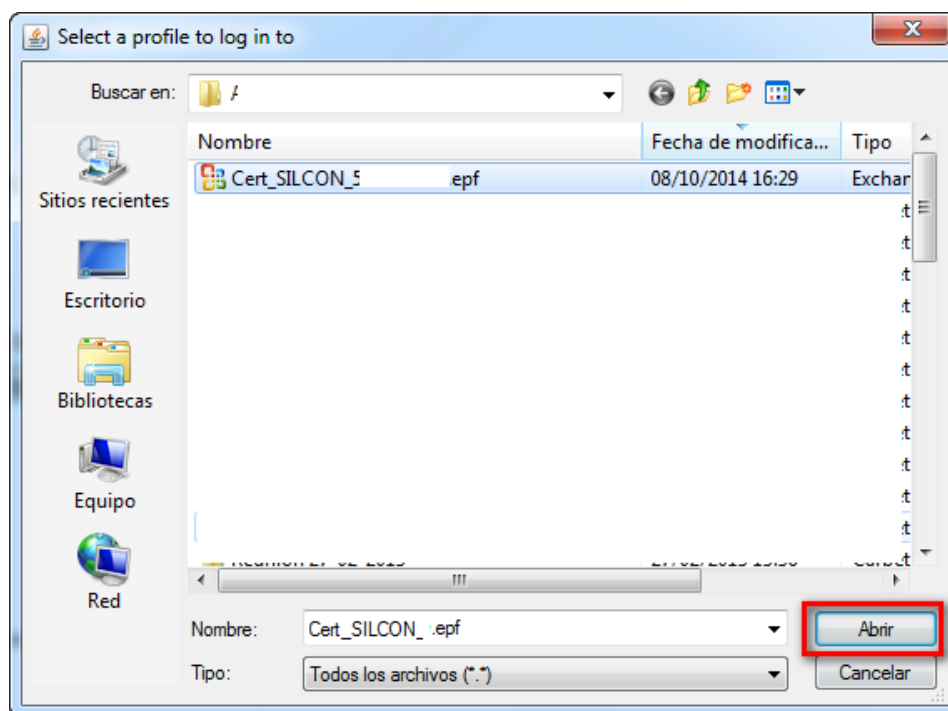 Select a profile to log in to
Buscar en:
Nombre Fecha de modifica... Tipo
Cert_SILCON_5 .epf 08/10/2014 16:29 Exchar
Sitios recientes
Escritorio
Bibliotecas
Equipo
Red
Nombre: Cert_SILCON_ .epf Abrir
Tipo: Todos los archivos (*.*) Cancelar